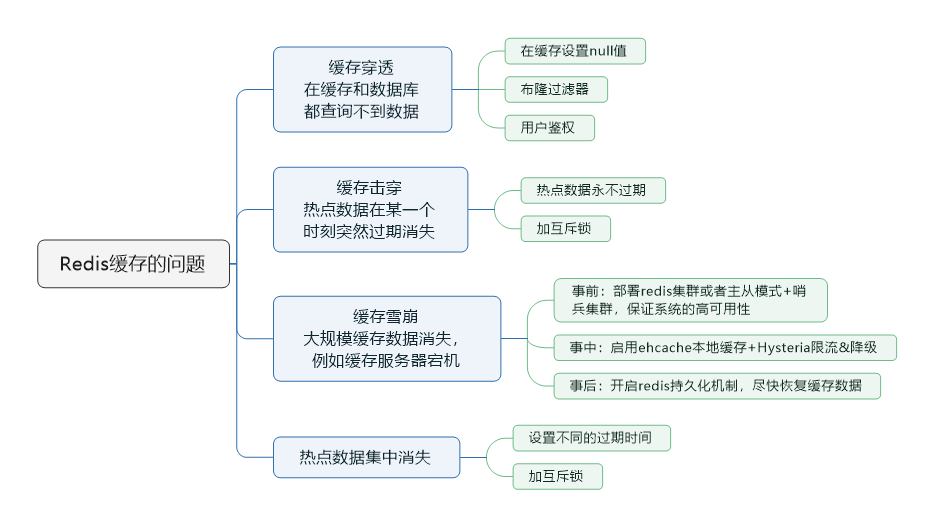 Redis缓存的问题
缓存穿透
在缓存和数据库
都查询不到数据
在缓存设置null值
布隆过滤器
用户鉴权
缓存击穿
热点数据在某一个
时刻突然过期消失
热点数据永不过期
加互斥锁
缓存雪崩
大规模缓存数据消失，
例如缓存服务器宕机
事前：部署redis集群或者主从模式+哨
兵集群，保证系统的高可用性
事中：启用ehcache本地缓存+Hysteria限流&降级
事后：开启redis持久化机制，尽快恢复缓存数据
热点数据集中消失
设置不同的过期时间
加互斥锁